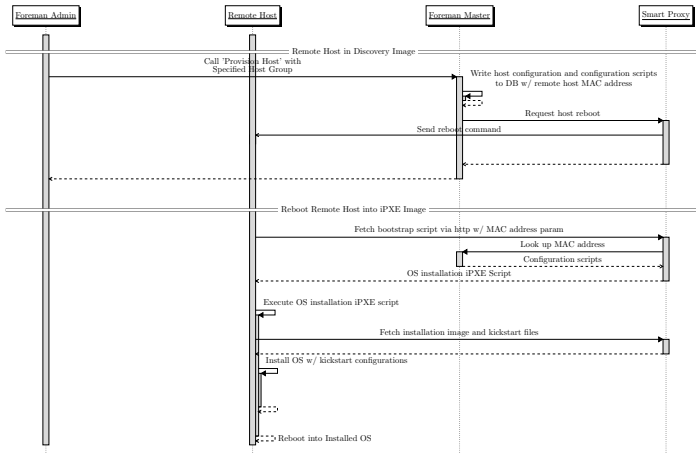 Foreman Admin
Remote Host
Foreman Master
Smart Proxy
Remote Host in Discovery Image
Call 'Provision Host' with
Specified Host Group
Write host configuration and configuration scripts
to DB w/ remote host MAC address
Request host reboot
Send reboot command
Reboot Remote Host into iPXE Image
Fetch bootstrap script via http w/ MAC address param
Look up MAC address
Configuration scripts
OS installation iPXE Script
Execute OS installation iPXE script
Fetch installation image and kickstart files
Install OS w/ kickstart configurations
Reboot into Installed OS